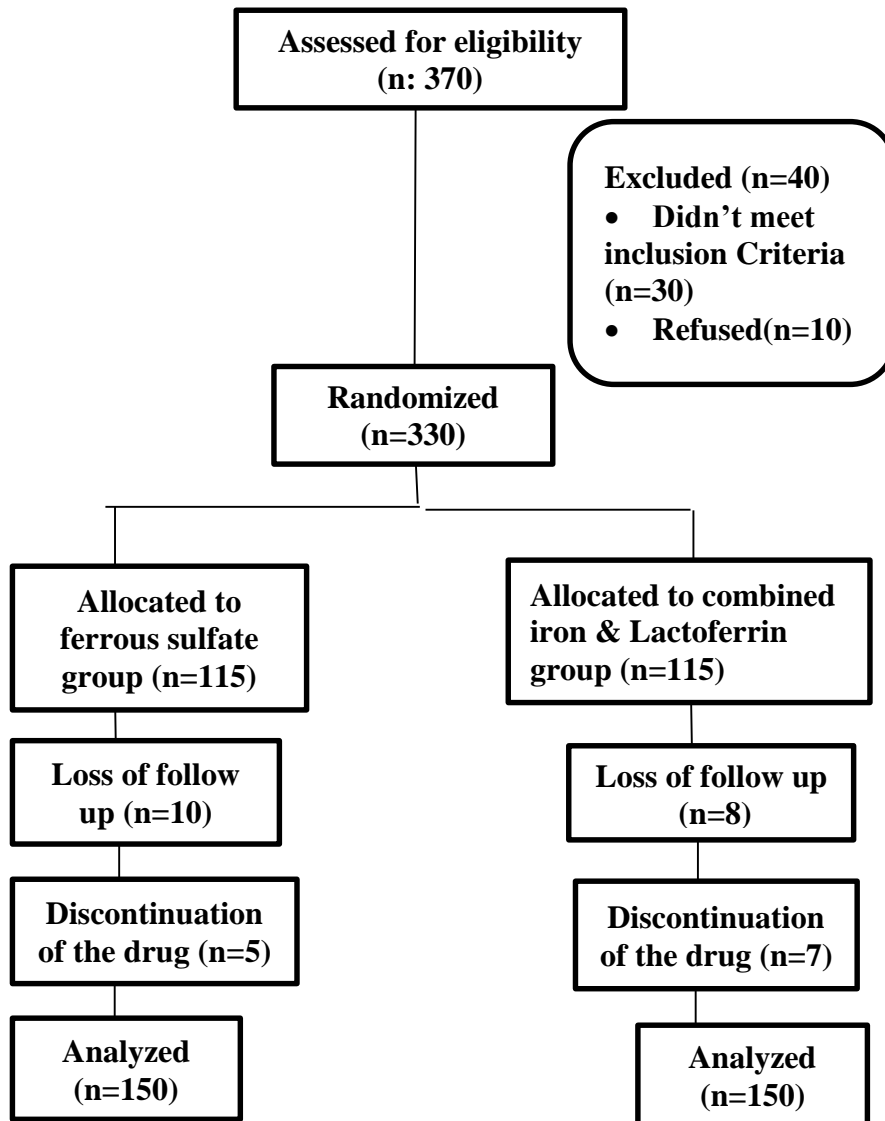 Assessed for eligibility
(n: 370)
Excluded (n=40)
• Didn’t meet
inclusion Criteria
(n=30)
• Refused(n=10)
Randomized
(n=330)
Allocated to
ferrous sulfate
group (n=115)
Allocated to combined
iron & Lactoferrin
group (n=115)
Loss of follow
up (n=10)
Loss of follow up
(n=8)
Discontinuation
of the drug (n=5)
Discontinuation
of the drug (n=7)
Analyzed
(n=150)
Analyzed
(n=150)